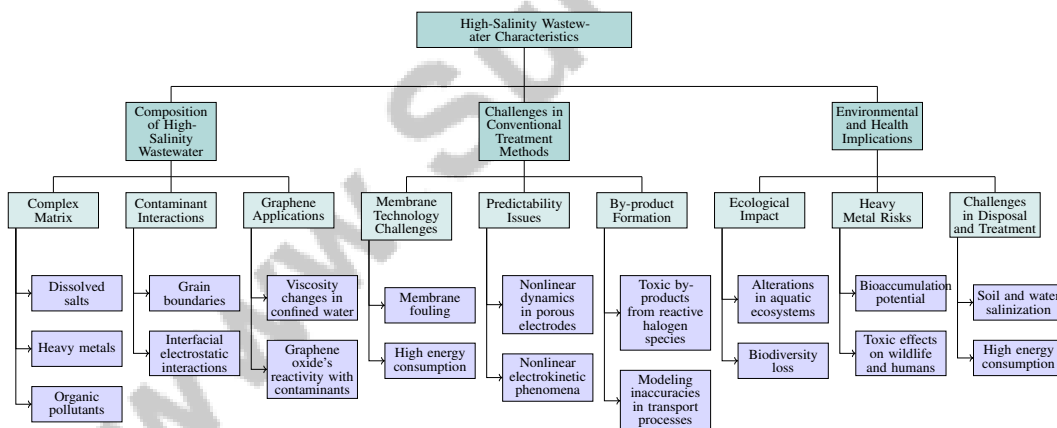 High-Salinity Wastew-
ater Characteristics
Composition
of High-
Salinity
Wastewater
Challenges in
Conventional
Treatment
Methods
Environmental
and Health
Implications
Complex
Matrix
Contaminant
Interactions
Graphene
Applications
Membrane
Technology
Challenges
Predictability
Issues
By-product
Formation
Ecological
Impact
Heavy
Metal Risks
Challenges
in Disposal
and Treatment
Dissolved
salts
Heavy metals
Organic
pollutants
Grain
boundaries
Interfacial
electrostatic
interactions
Viscosity
changes in
confined water
Graphene
oxide's
reactivity with
contaminants
Membrane
fouling
High energy
consumption
Nonlinear
dynamics
in porous
electrodes
Nonlinear
electrokinetic
phenomena
Toxic by-
products
from reactive
halogen
species
Modeling
inaccuracies
in transport
processes
Alterations
in aquatic
ecosystems
Biodiversity
loss
Bioaccumulation
potential
Toxic effects
on wildlife
and humans
Soil and water
salinization
High energy
consumption
www.Su